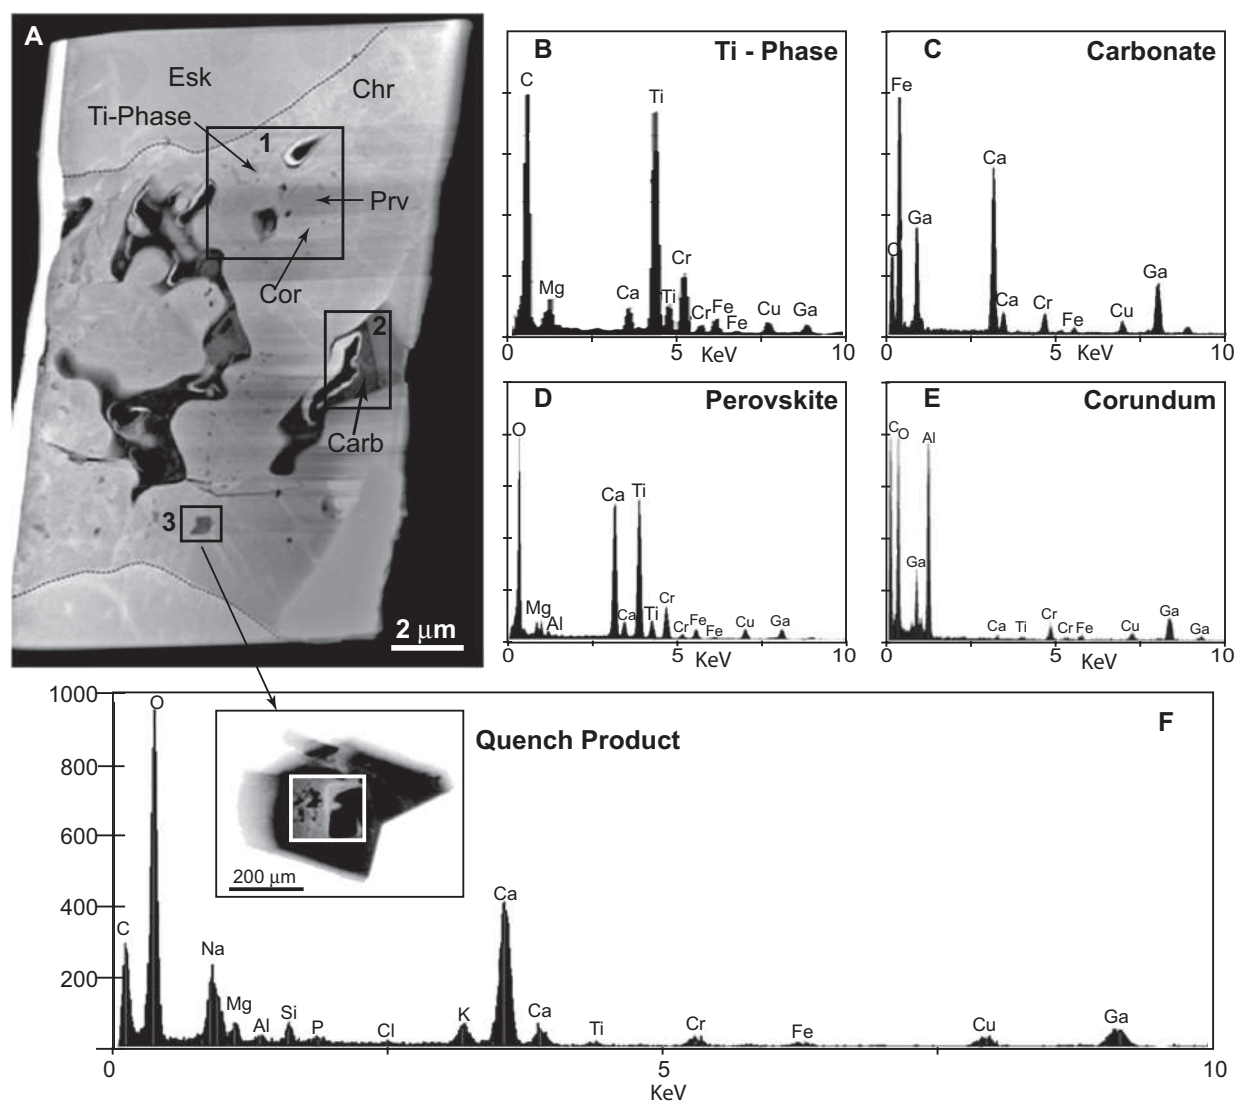 A
Esk
Chr
Ti-Phase
1
Prv
Cor
2
Carb
3
2 μm
B
Ti - Phase
C
Ti
Mg
Ca
Ti
Cr
Cr
Fe
Fe
Cu
Ga
0
5
10
KeV
C
Carbonate
Fe
C
Ga
Ca
Ca
Cr
Fe
Cu
Ga
0
5
10
KeV
D
Perovskite
O
Mg
Al
Ca
Ca
Ti
Ti
Cr
Cr
Fe
Fe
Cu
Ga
0
5
10
KeV
E
Corundum
C
O
Al
Ga
Ca
Ti
Cr
Cr
Fe
Cu
Ga
Ga
0
5
10
KeV
F
Quench Product
200 μm
1000
800
600
400
200
C
O
Na
Mg
Al
Si
P
Cl
K
Ca
Ca
Ti
Cr
Fe
Cu
Ga
0
5
10
KeV